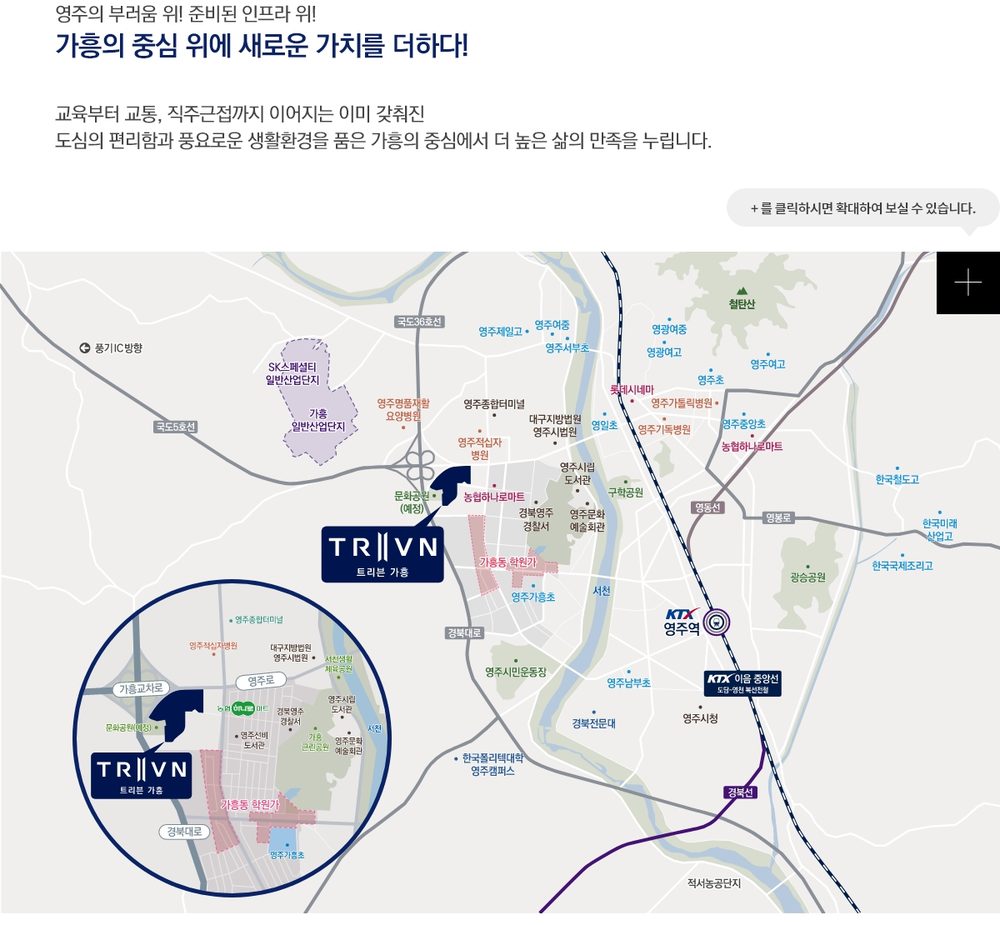 영주의 부러움 위! 준비된 인프라 위!
가흥의 중심 위에 새로운 가치를 더하다!
교육부터 교통, 직주근접까지 이어지는 이미 갖춰진
도심의 편리함과 풍요로운 생활환경을 품은 가흥의 중심에서 더 높은 삶의 만족을 누립니다.
+ 를 클릭하시면 확대하여 보실 수 있습니다.
철탄산
국도36호선
영주제일고
영주여중
영주서부초
영광여중
영광여고
풍기IC방향
영주여고
SK스페셜티
일반산업단지
영주초
롯데시네마
가흥
일반산업단지
영주명품재활
요양병원
영주종합터미널
영주가톨릭병원
대구지방법원
영주시법원
영일초
영주기독병원
영주중앙초
농협하나로마트
국도5호선
영주적십자
병원
영주시립
도서관
한국철도고
문화공원
(예정)
농협하나로마트
구학공원
영동선
영봉로
경북영주
경찰서
영주문화
예술회관
한국미래
산업고
TRIIVN
트리븐 가흥
가흥동 학원가
한국국제조리고
광승공원
영주가흥초
서천
KTX
영주역
경북대로
영주시민운동장
영주남부초
KTX 이음 중앙선
도담-영천 복선전철
경북전문대
영주시청
한국폴리텍대학
영주캠퍼스
경북선
적서농공단지
영주종합터미널
영주적십자병원
대구지방법원
영주시법원
서천생활
체육공원
가흥교차로
영주로
영주시립
도서관
농협 하나로 마트
경북영주
경찰서
문화공원(예정)
서천
영주선비
도서관
가흥
근린공원
영주문화
예술회관
TRIIVN
트리븐 가흥
가흥동 학원가
경북대로
영주가흥초